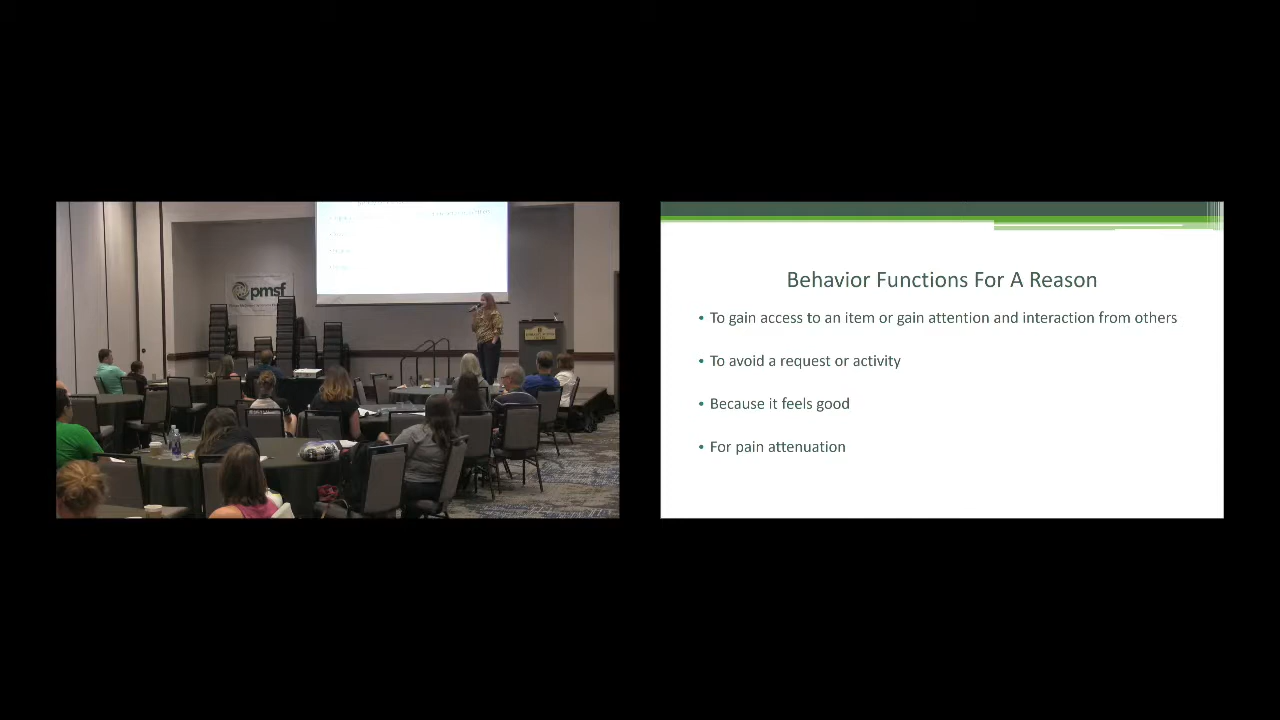 pmsf
Behavior Functions For A Reason
• To gain access to an item or gain attention and interaction from others
• To avoid a request or activity
• Because it feels good
• For pain attenuation